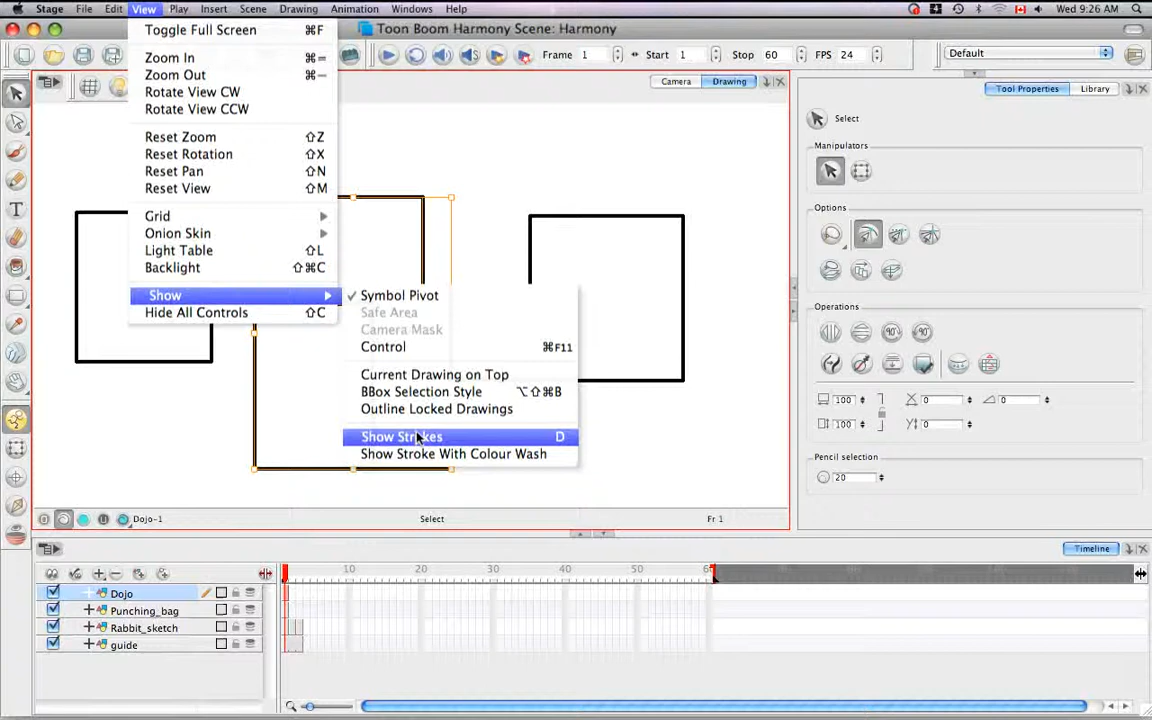 Stage File Edit View Play Insert Scene Drawing Animation Windows Help Wed 9:26 AM
Toon Boom Harmony Scene: Harmony
Frame 1 Start 1 Stop 60 FPS 24 Default
Toggle Full Screen ⌘F
Zoom In ⌘=
Zoom Out ⌘−
Rotate View CW
Rotate View CCW
Reset Zoom ⇧Z
Reset Rotation ⇧X
Reset Pan ⇧N
Reset View ⇧M
Grid
Onion Skin
Light Table ⇧L
Backlight ⇧⌘C
Show
Hide All Controls ⇧C
✓ Symbol Pivot
Safe Area
Camera Mask
Control ⌘F11
Current Drawing on Top
BBox Selection Style ⌥⇧⌘B
Outline Locked Drawings
Show Strokes D
Show Stroke With Colour Wash
Camera Drawing
Tool Properties Library
Select
Manipulators
Options
Operations
100 0 0
100 0
Pencil selection
20
Dojo-1 Select Fr 1
Timeline
10 20 30 40 50 60
Dojo
Punching_bag
Rabbit_sketch
guide